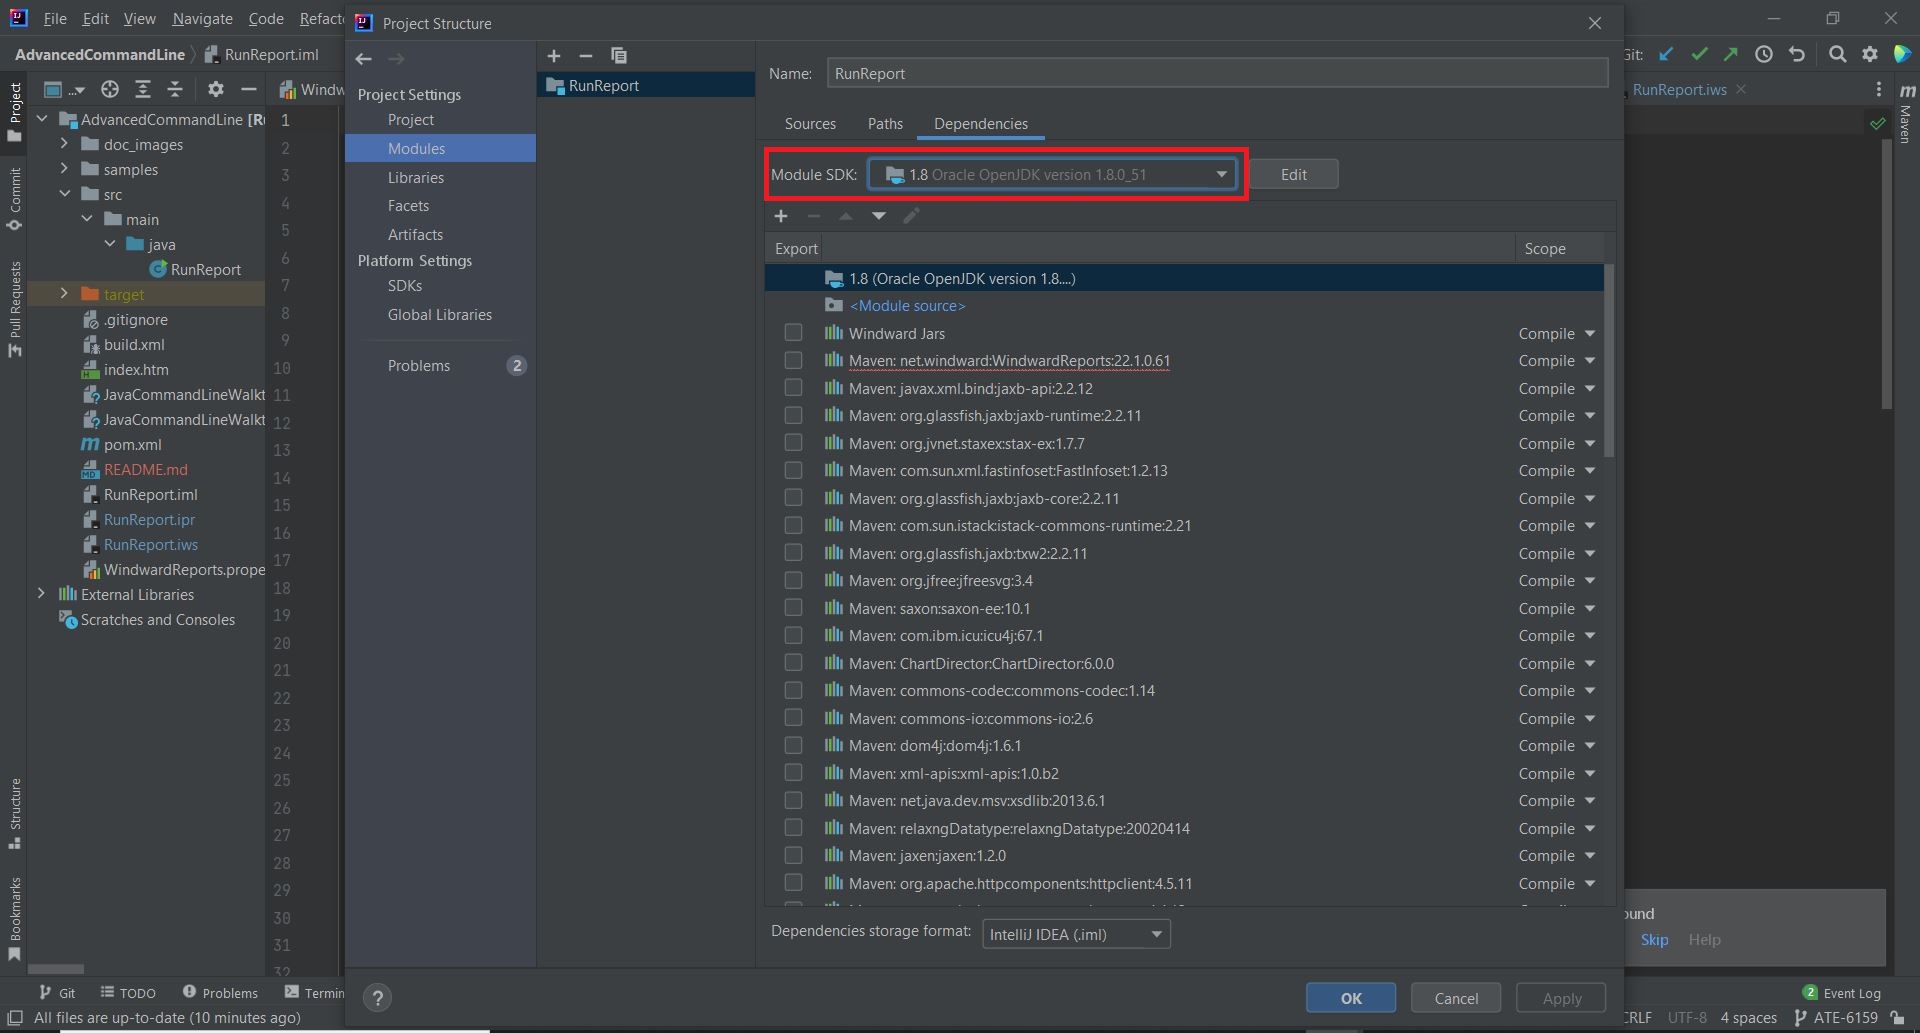 File Edit View Navigate Code Refacto
Project Structure
AdvancedCommandLine RunReport.iml
Git:
Project
Commit
Pull Requests
Structure
Bookmarks
...
AdvancedCommandLine [Ru
doc_images
samples
src
main
java
RunReport
target
.gitignore
build.xml
index.htm
JavaCommandLineWalkt
JavaCommandLineWalkt
pom.xml
README.md
RunReport.iml
RunReport.ipr
RunReport.iws
WindwardReports.prope
External Libraries
Scratches and Consoles
Windw
1
2
3
4
5
6
7
8
9
10
11
12
13
14
15
16
17
18
19
20
21
22
23
24
25
26
27
28
29
30
31
32
Project Settings
Project
Modules
Libraries
Facets
Artifacts
Platform Settings
SDKs
Global Libraries
Problems 2
RunReport
Name: RunReport
Sources Paths Dependencies
Module SDK: 1.8 Oracle OpenJDK version 1.8.0_51 Edit
Export Scope
1.8 (Oracle OpenJDK version 1.8....)
<Module source>
Windward Jars Compile
Maven: net.windward:WindwardReports:22.1.0.61 Compile
Maven: javax.xml.bind:jaxb-api:2.2.12 Compile
Maven: org.glassfish.jaxb:jaxb-runtime:2.2.11 Compile
Maven: org.jvnet.staxex:stax-ex:1.7.7 Compile
Maven: com.sun.xml.fastinfoset:FastInfoset:1.2.13 Compile
Maven: org.glassfish.jaxb:jaxb-core:2.2.11 Compile
Maven: com.sun.istack:istack-commons-runtime:2.21 Compile
Maven: org.glassfish.jaxb:txw2:2.2.11 Compile
Maven: org.jfree:jfreesvg:3.4 Compile
Maven: saxon:saxon-ee:10.1 Compile
Maven: com.ibm.icu:icu4j:67.1 Compile
Maven: ChartDirector:ChartDirector:6.0.0 Compile
Maven: commons-codec:commons-codec:1.14 Compile
Maven: commons-io:commons-io:2.6 Compile
Maven: dom4j:dom4j:1.6.1 Compile
Maven: xml-apis:xml-apis:1.0.b2 Compile
Maven: net.java.dev.msv:xsdlib:2013.6.1 Compile
Maven: relaxngDatatype:relaxngDatatype:20020414 Compile
Maven: jaxen:jaxen:1.2.0 Compile
Maven: org.apache.httpcomponents:httpclient:4.5.11 Compile
Dependencies storage format: IntelliJ IDEA (.iml)
? OK Cancel Apply
RunReport.iws
Maven
ound
Skip Help
Git TODO Problems Termin
2 Event Log
All files are up-to-date (10 minutes ago)
CRLF UTF-8 4 spaces ATE-6159